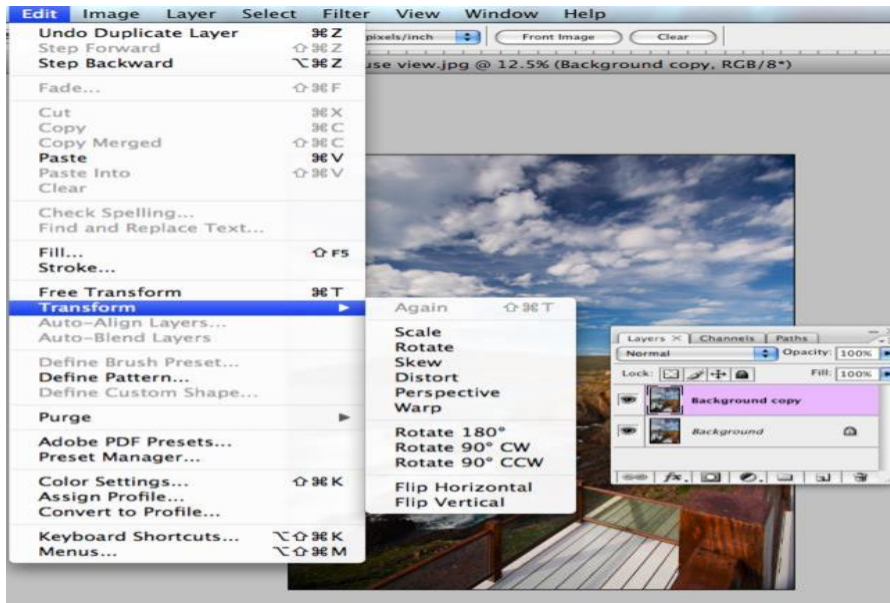 Edit Image Layer Select Filter View Window Help
pixels/inch Front Image Clear
use view.jpg @ 12.5% (Background copy, RGB/8*)
Undo Duplicate Layer ⌘Z
Step Forward ⇧⌘Z
Step Backward ⌥⌘Z
Fade... ⇧⌘F
Cut ⌘X
Copy ⌘C
Copy Merged ⇧⌘C
Paste ⌘V
Paste Into ⇧⌘V
Clear
Check Spelling...
Find and Replace Text...
Fill... ⇧F5
Stroke...
Free Transform ⌘T
Transform
Auto-Align Layers...
Auto-Blend Layers
Define Brush Preset...
Define Pattern...
Define Custom Shape...
Purge
Adobe PDF Presets...
Preset Manager...
Color Settings... ⇧⌘K
Assign Profile...
Convert to Profile...
Keyboard Shortcuts... ⌥⇧⌘K
Menus... ⌥⇧⌘M
Again ⇧⌘T
Scale
Rotate
Skew
Distort
Perspective
Warp
Rotate 180°
Rotate 90° CW
Rotate 90° CCW
Flip Horizontal
Flip Vertical
Layers × Channels Paths
Normal Opacity: 100%
Lock: Fill: 100%
Background copy
Background
fx.